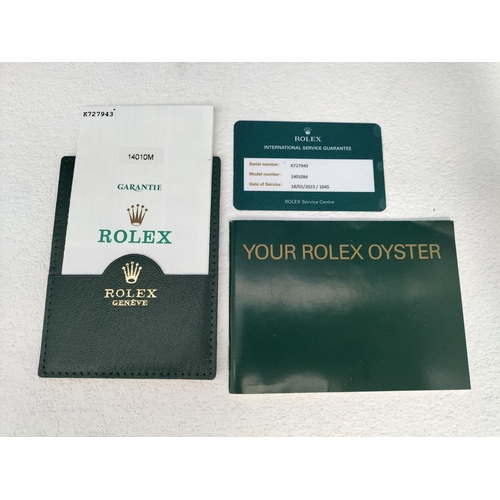 K727943
14010M
GARANTIE
ROLEX
ROLEX
GENÈVE
ROLEX
INTERNATIONAL SERVICE GUARANTEE
Serial number: K727943
Model number: 14010M
Date of Service: 18/01/2023 / 1045
ROLEX Service Centre
YOUR ROLEX OYSTER